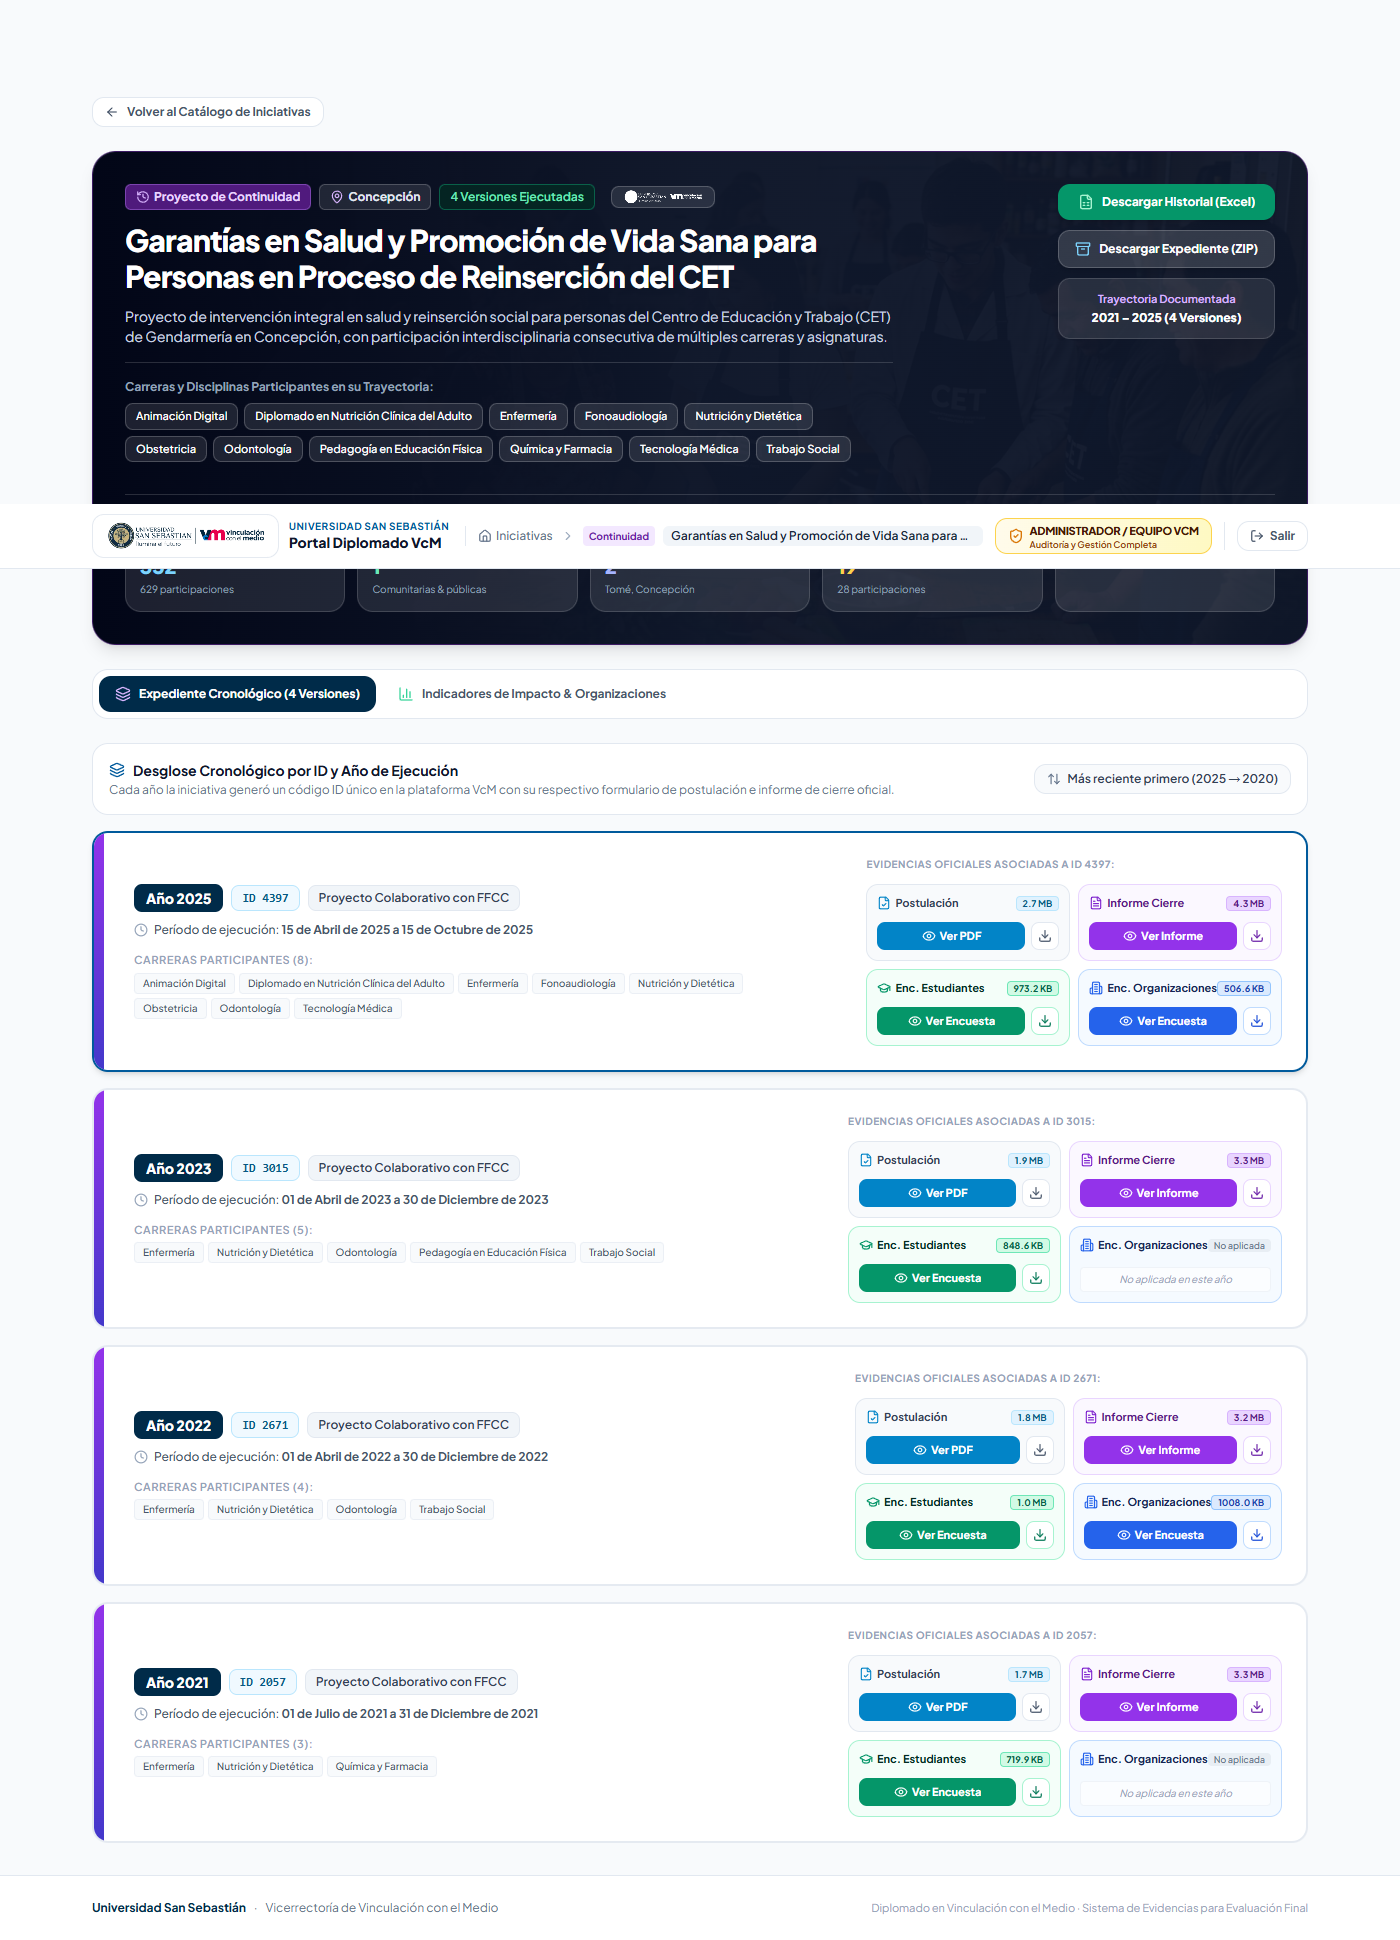 Volver al Catálogo de Iniciativas
Proyecto de Continuidad
Concepción
4 Versiones Ejecutadas
Descargar Historial (Excel)
Garantías en Salud y Promoción de Vida Sana para
Personas en Proceso de Reinserción del CET
Descargar Expediente (ZIP)
Trayectoria Documentada
2021 – 2025 (4 Versiones)
Proyecto de intervención integral en salud y reinserción social para personas del Centro de Educación y Trabajo (CET)
de Gendarmería en Concepción, con participación interdisciplinaria consecutiva de múltiples carreras y asignaturas.
Carreras y Disciplinas Participantes en su Trayectoria:
Animación Digital
Diplomado en Nutrición Clínica del Adulto
Enfermería
Fonoaudiología
Nutrición y Dietética
CET
Obstetricia
Odontología
Pedagogía en Educación Física
Química y Farmacia
Tecnología Médica
Trabajo Social
UNIVERSIDAD
SAN SEBASTIAN
vm vinculación
con el medio
UNIVERSIDAD SAN SEBASTIÁN
Portal Diplomado VcM
Iniciativas
Continuidad
Garantías en Salud y Promoción de Vida Sana para ...
ADMINISTRADOR / EQUIPO VCM
Auditoría y Gestión Completa
Salir
629 participaciones
Comunitarias & públicas
Tomé, Concepción
28 participaciones
Expediente Cronológico (4 Versiones)
Indicadores de Impacto & Organizaciones
Desglose Cronológico por ID y Año de Ejecución
Cada año la iniciativa generó un código ID único en la plataforma VcM con su respectivo formulario de postulación e informe de cierre oficial.
Más reciente primero (2025 → 2020)
Año 2025
ID 4397
Proyecto Colaborativo con FFCC
Período de ejecución: 15 de Abril de 2025 a 15 de Octubre de 2025
CARRERAS PARTICIPANTES (8):
Animación Digital
Diplomado en Nutrición Clínica del Adulto
Enfermería
Fonoaudiología
Nutrición y Dietética
Obstetricia
Odontología
Tecnología Médica
EVIDENCIAS OFICIALES ASOCIADAS A ID 4397:
Postulación
2.7 MB
Ver PDF
Informe Cierre
4.3 MB
Ver Informe
Enc. Estudiantes
973.2 KB
Ver Encuesta
Enc. Organizaciones
506.6 KB
Ver Encuesta
Año 2023
ID 3015
Proyecto Colaborativo con FFCC
Período de ejecución: 01 de Abril de 2023 a 30 de Diciembre de 2023
CARRERAS PARTICIPANTES (5):
Enfermería
Nutrición y Dietética
Odontología
Pedagogía en Educación Física
Trabajo Social
EVIDENCIAS OFICIALES ASOCIADAS A ID 3015:
Postulación
1.9 MB
Ver PDF
Informe Cierre
3.3 MB
Ver Informe
Enc. Estudiantes
848.6 KB
Ver Encuesta
Enc. Organizaciones
No aplicada
No aplicada en este año
Año 2022
ID 2671
Proyecto Colaborativo con FFCC
Período de ejecución: 01 de Abril de 2022 a 30 de Diciembre de 2022
CARRERAS PARTICIPANTES (4):
Enfermería
Nutrición y Dietética
Odontología
Trabajo Social
EVIDENCIAS OFICIALES ASOCIADAS A ID 2671:
Postulación
1.8 MB
Ver PDF
Informe Cierre
3.2 MB
Ver Informe
Enc. Estudiantes
1.0 MB
Ver Encuesta
Enc. Organizaciones
1008.0 KB
Ver Encuesta
Año 2021
ID 2057
Proyecto Colaborativo con FFCC
Período de ejecución: 01 de Julio de 2021 a 31 de Diciembre de 2021
CARRERAS PARTICIPANTES (3):
Enfermería
Nutrición y Dietética
Química y Farmacia
EVIDENCIAS OFICIALES ASOCIADAS A ID 2057:
Postulación
1.7 MB
Ver PDF
Informe Cierre
3.3 MB
Ver Informe
Enc. Estudiantes
719.9 KB
Ver Encuesta
Enc. Organizaciones
No aplicada
No aplicada en este año
Universidad San Sebastián · Vicerrectoría de Vinculación con el Medio
Diplomado en Vinculación con el Medio · Sistema de Evidencias para Evaluación Final